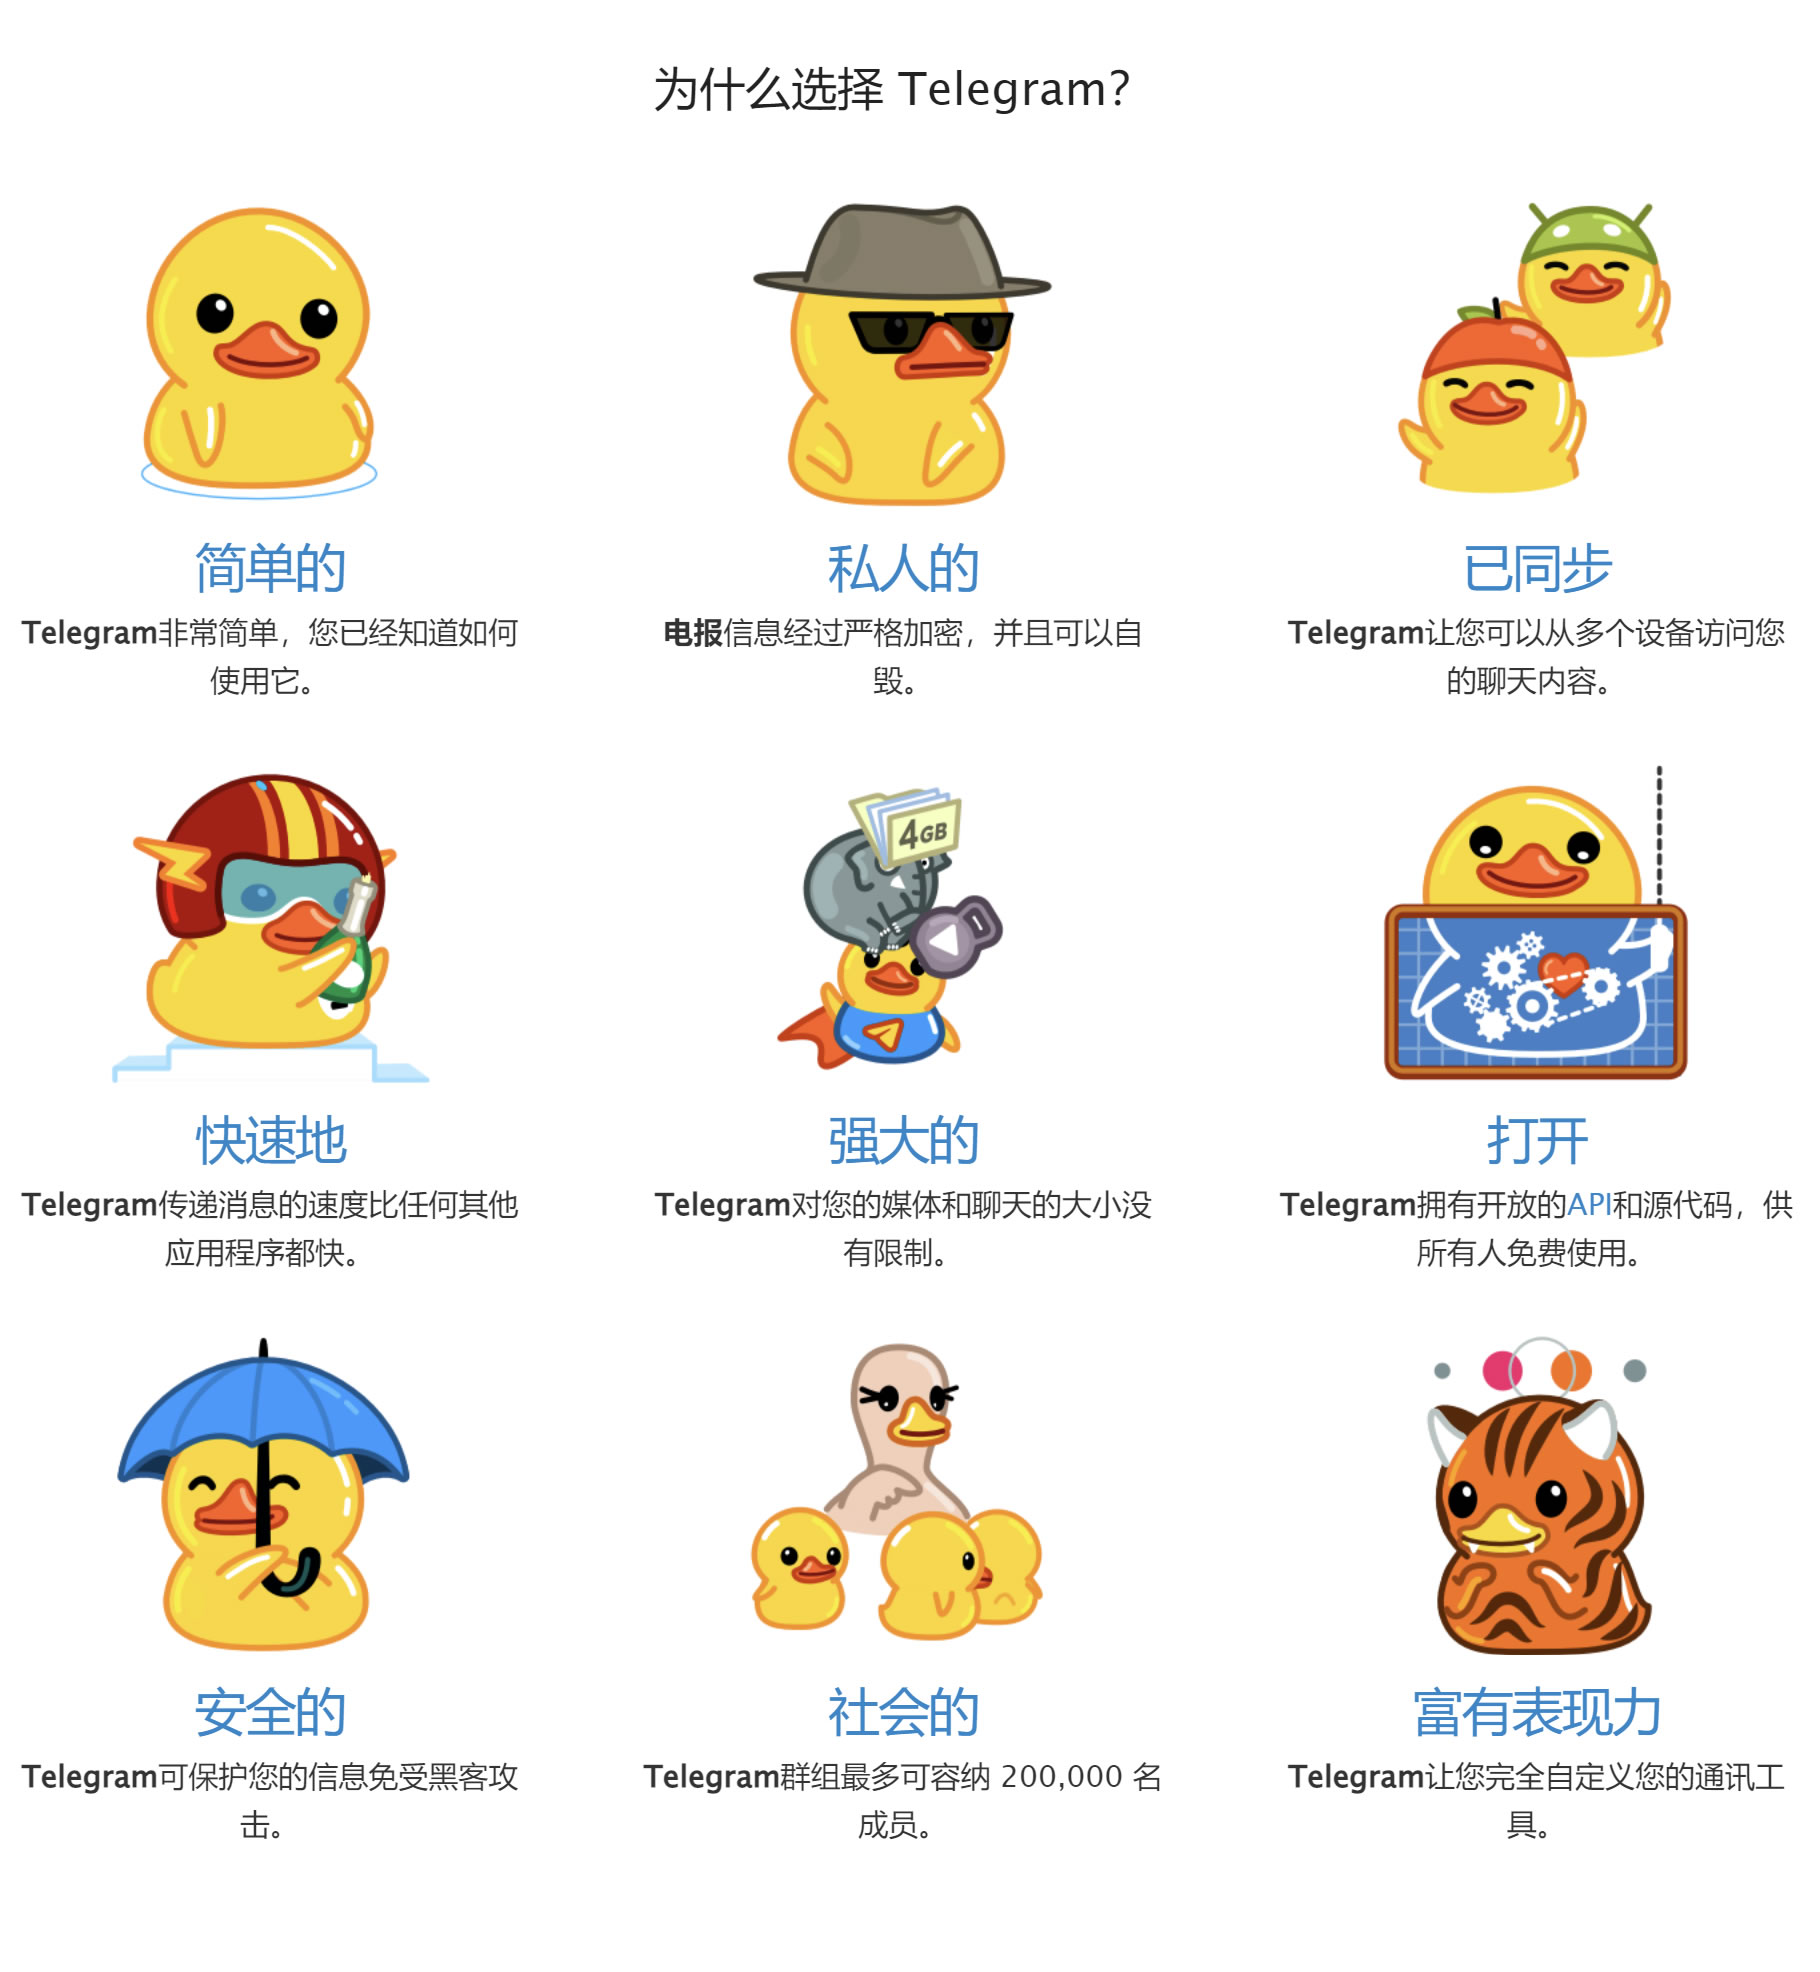 为什么选择 Telegram？
简单的
Telegram非常简单，您已经知道如何
使用它。
私人的
电报信息经过严格加密，并且可以自
毁。
已同步
Telegram让您可以从多个设备访问您
的聊天内容。
4GB
快速地
Telegram传递消息的速度比任何其他
应用程序都快。
强大的
Telegram对您的媒体和聊天的大小没
有限制。
打开
Telegram拥有开放的API和源代码，供
所有人免费使用。
安全的
Telegram可保护您的信息免受黑客攻
击。
社会的
Telegram群组最多可容纳 200,000 名
成员。
富有表现力
Telegram让您完全自定义您的通讯工
具。